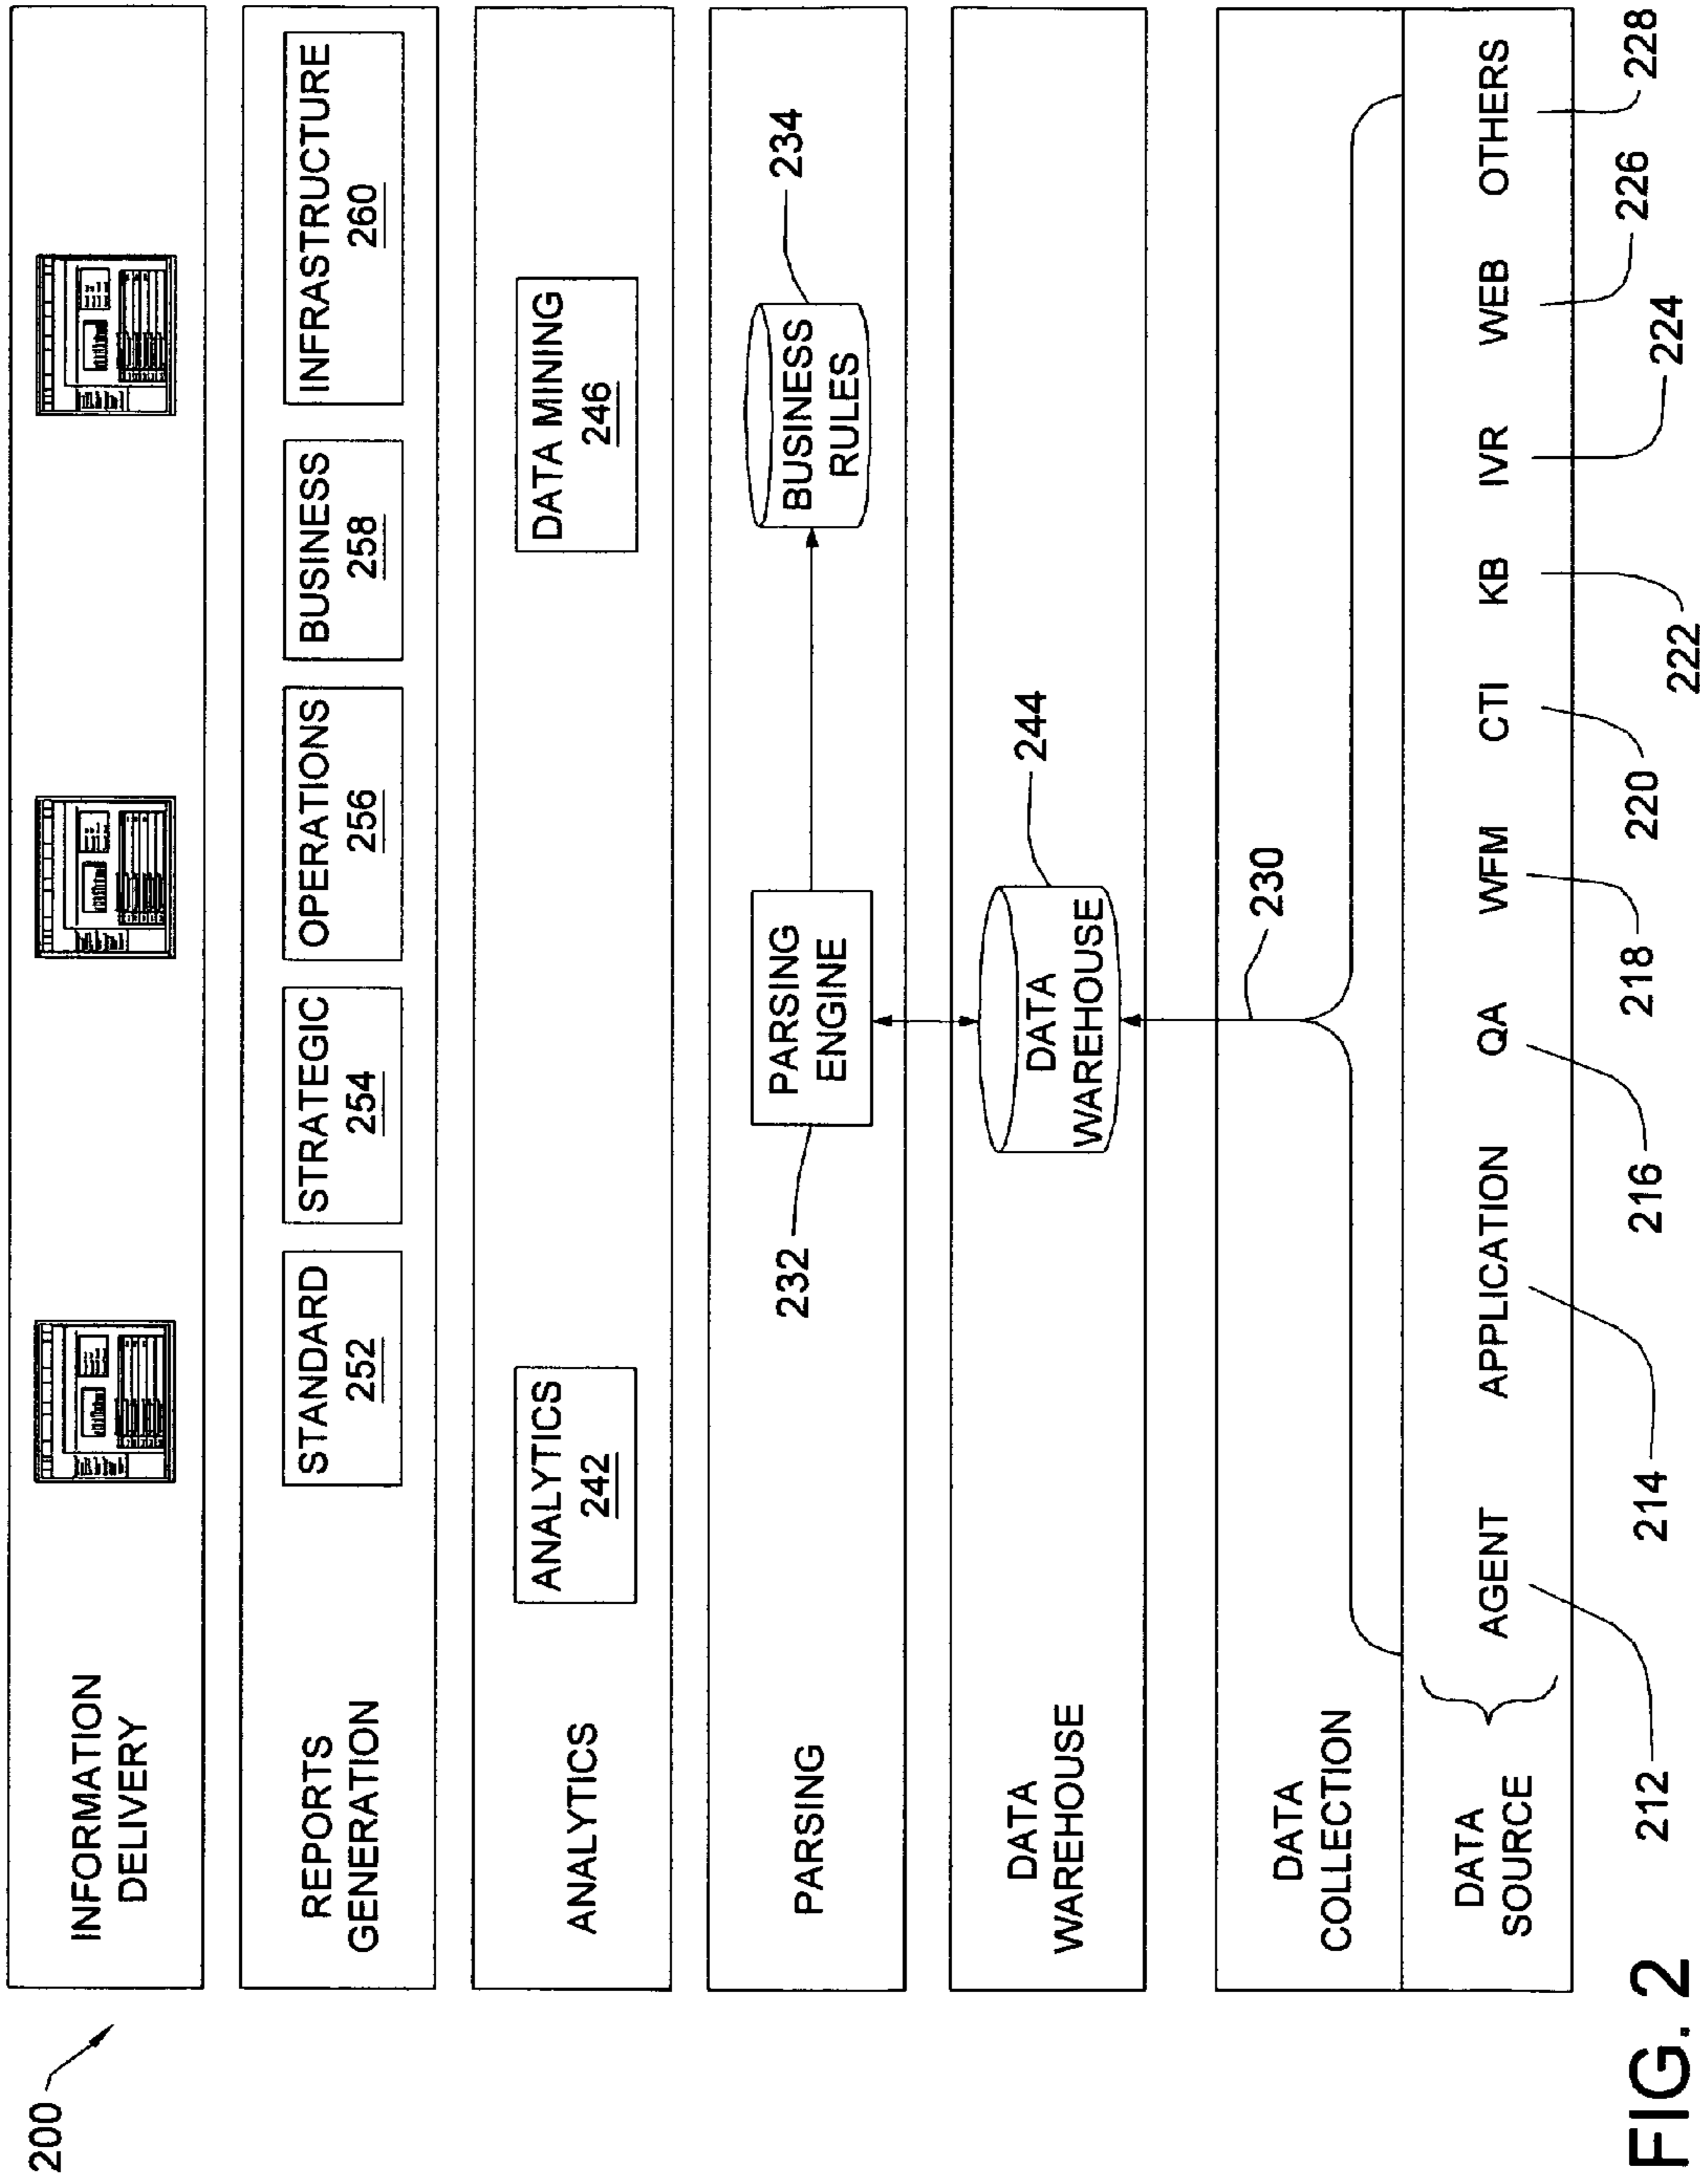 200
INFORMATION
DELIVERY
REPORTS
GENERATION
STANDARD
252
STRATEGIC
254
OPERATIONS
256
BUSINESS
258
INFRASTRUCTURE
260
ANALYTICS
ANALYTICS
242
DATA MINING
246
PARSING
232
PARSING
ENGINE
BUSINESS
RULES
234
DATA
WAREHOUSE
DATA
WAREHOUSE
244
DATA
COLLECTION
230
DATA
SOURCE
AGENT APPLICATION QA WFM CTI KB IVR WEB OTHERS
212 214 216 218 220 222 224 226 228
FIG. 2